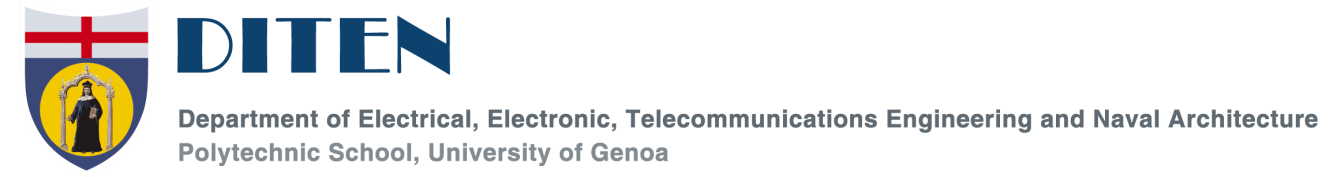 DITEN
Department of Electrical, Electronic, Telecommunications Engineering and Naval Architecture
Polytechnic School, University of Genoa